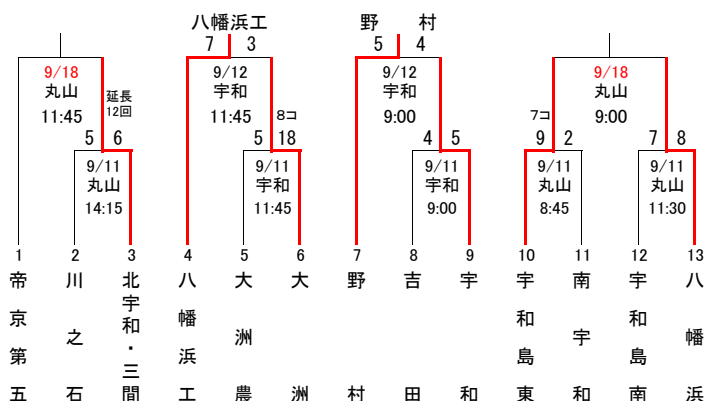 八幡浜工
野村
7 3
5 4
9/18
丸山
11:45
延長
12回
9/12
宇和
11:45
8コ
9/12
宇和
9:00
9/18
丸山
9:00
7コ
5 6
5 18
4 5
9 2
7 8
9/11
丸山
14:15
9/11
宇和
11:45
9/11
宇和
9:00
9/11
丸山
8:45
9/11
丸山
11:30
1 2 3 4 5 6 7 8 9 10 11 12 13
帝京第五
川之石
北宇和・三間
八幡浜工
大洲農
大洲
野村
吉田
宇和
宇和島東
南宇和
宇和島南
八幡浜